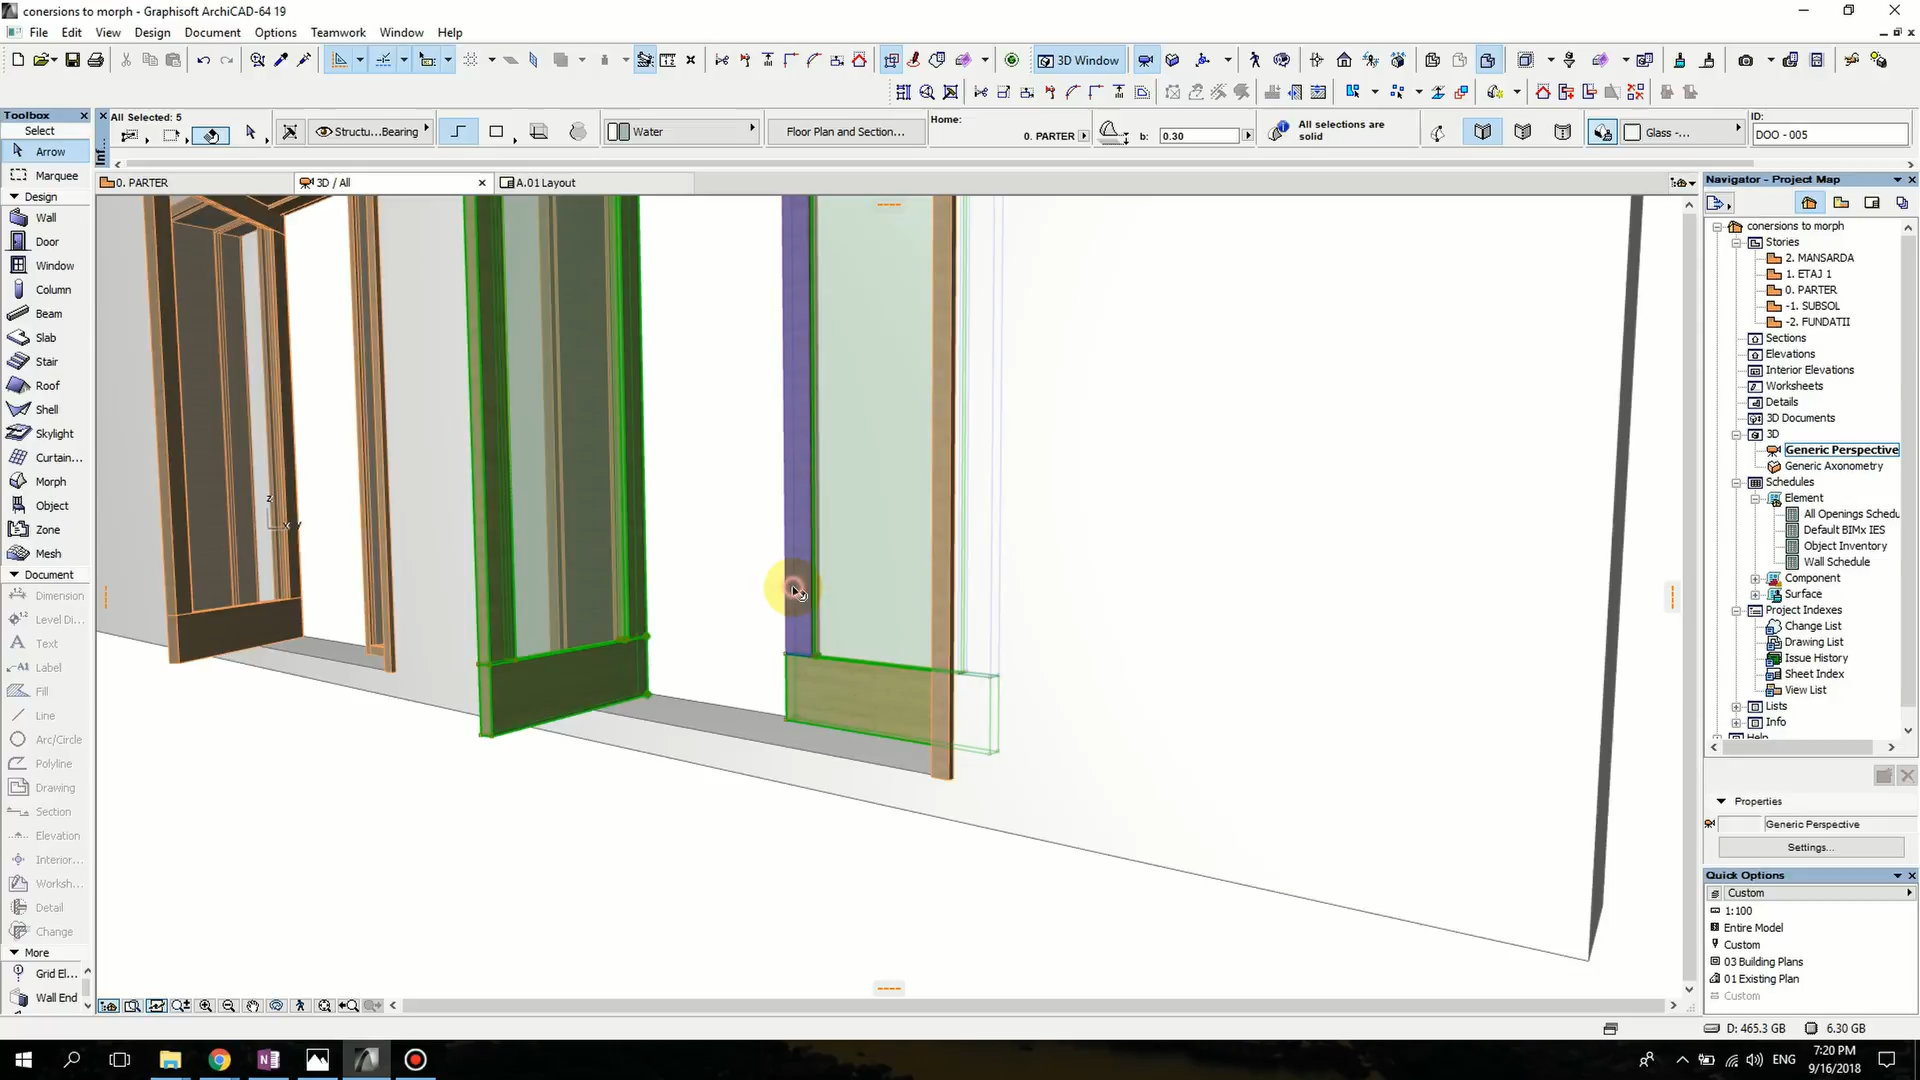 conersions to morph - Graphisoft ArchiCAD-64 19
File Edit View Design Document Options Teamwork Window Help
3D Window
Toolbox
Select
Arrow
Marquee
Design
Wall
Door
Window
Column
Beam
Slab
Stair
Roof
Shell
Skylight
Curtain...
Morph
Object
Zone
Mesh
Document
Dimension
Level Di...
Text
Label
Fill
Line
Arc/Circle
Polyline
Drawing
Section
Elevation
Interior...
Worksh...
Detail
Change
More
Grid El...
Wall End
All Selected: 5
Structu...Bearing
Water
Floor Plan and Section...
Home:
0. PARTER
b:
0.30
All selections are
solid
Glass -...
ID:
DOO - 005
0. PARTER
3D / All
A.01 Layout
z
x
y
Navigator - Project Map
conersions to morph
Stories
2. MANSARDA
1. ETAJ 1
0. PARTER
-1. SUBSOL
-2. FUNDATII
Sections
Elevations
Interior Elevations
Worksheets
Details
3D Documents
3D
Generic Perspective
Generic Axonometry
Schedules
Element
All Openings Schedu
Default BIMx IES
Object Inventory
Wall Schedule
Component
Surface
Project Indexes
Change List
Drawing List
Issue History
Sheet Index
View List
Lists
Info
Help
Properties
Generic Perspective
Settings...
Quick Options
Custom
1:100
Entire Model
Custom
03 Building Plans
01 Existing Plan
Custom
D: 465.3 GB
6.30 GB
ENG
7:20 PM
9/16/2018